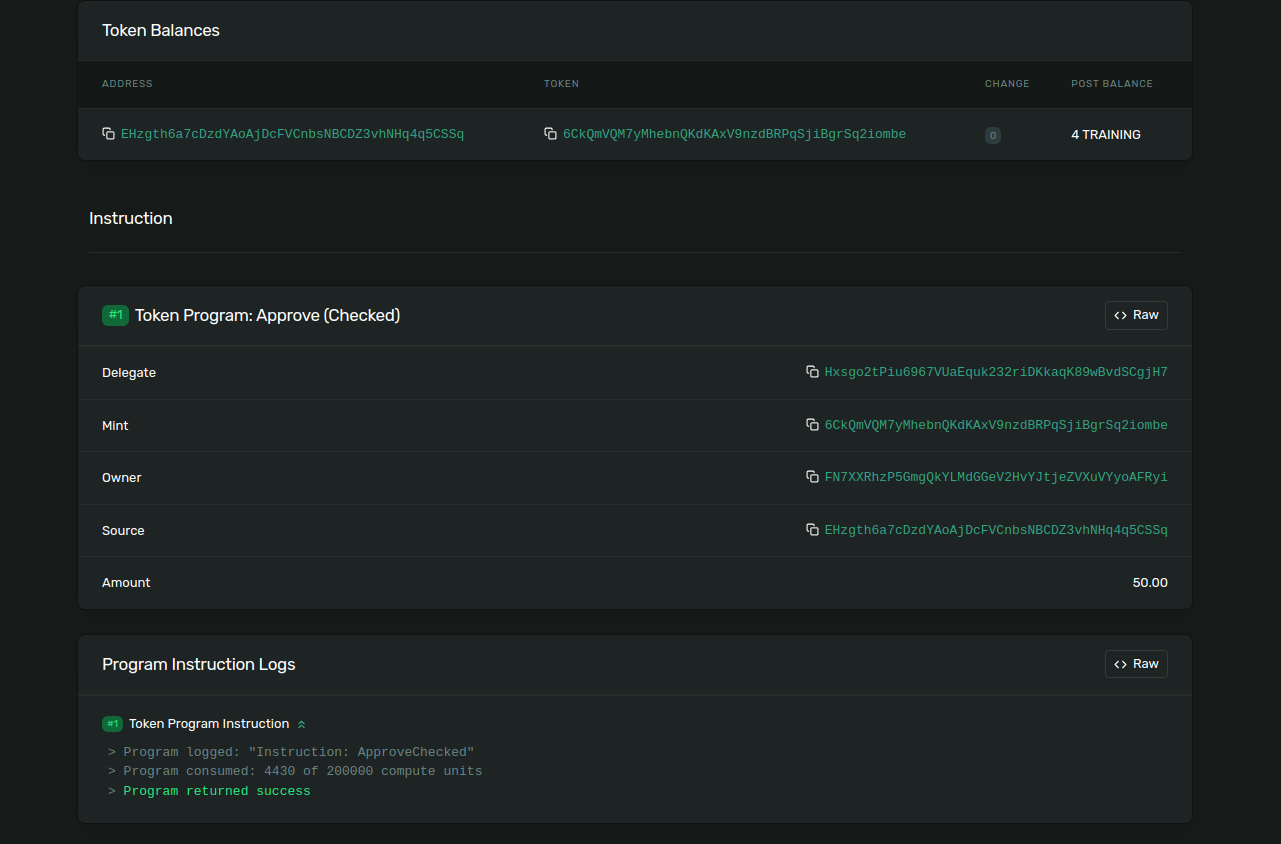 Token Balances
ADDRESS TOKEN CHANGE POST BALANCE
EHzgth6a7cDzdYAoAjDcFVCnbsNBCDZ3vhNHq4q5CSSq 6CkQmVQM7yMhebnQKdKAxV9nzdBRPqSjiBgrSq2iombe 0 4 TRAINING
Instruction
#1 Token Program: Approve (Checked) <> Raw
Delegate Hxsgo2tPiu6967VUaEquk232riDKkaqK89wBvdSCgjH7
Mint 6CkQmVQM7yMhebnQKdKAxV9nzdBRPqSjiBgrSq2iombe
Owner FN7XXRhzP5GmgQkYLMdGGeV2HvYJtjeZVXuVYyoAFRyi
Source EHzgth6a7cDzdYAoAjDcFVCnbsNBCDZ3vhNHq4q5CSSq
Amount 50.00
Program Instruction Logs <> Raw
#1 Token Program Instruction
> Program logged: "Instruction: ApproveChecked"
> Program consumed: 4430 of 200000 compute units
> Program returned success